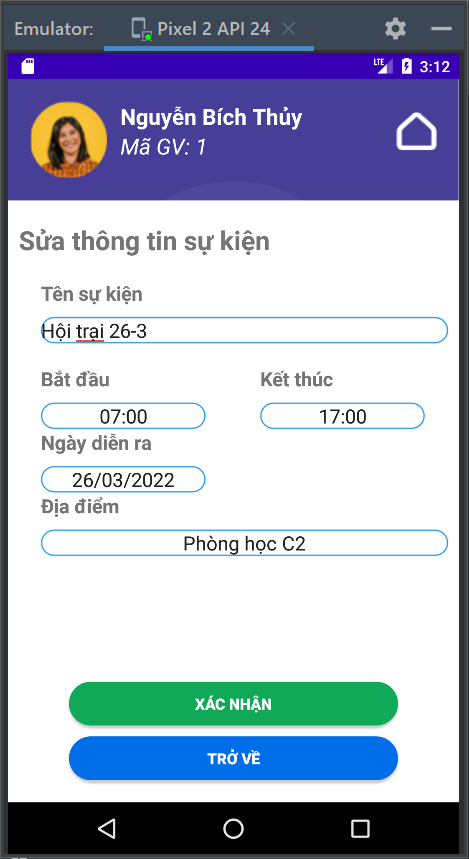 Emulator: Pixel 2 API 24
LTE 3:12
Nguyễn Bích Thủy
Mã GV: 1
Sửa thông tin sự kiện
Tên sự kiện
Hội trại 26-3
Bắt đầu Kết thúc
07:00 17:00
Ngày diễn ra
26/03/2022
Địa điểm
Phòng học C2
XÁC NHẬN
TRỞ VỀ